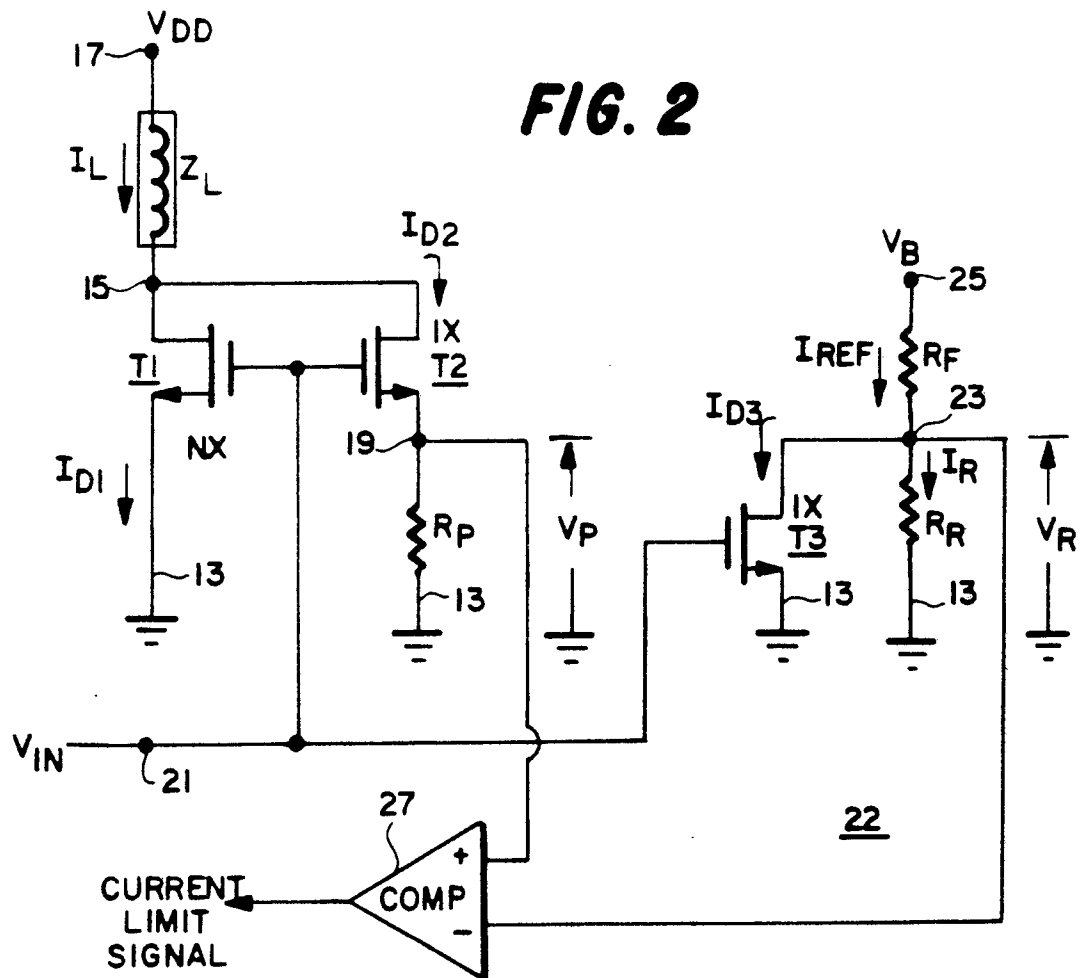 FIG. 2
VDD
17
IL
ZL
ID2
15
1X
T1
T2
NX
19
ID1
13
RP
13
VP
VB
25
IREF
RF
23
ID3
IR
1X
T3
RR
VR
13
13
VIN
21
27
22
+
COMP
-
CURRENT
LIMIT
SIGNAL